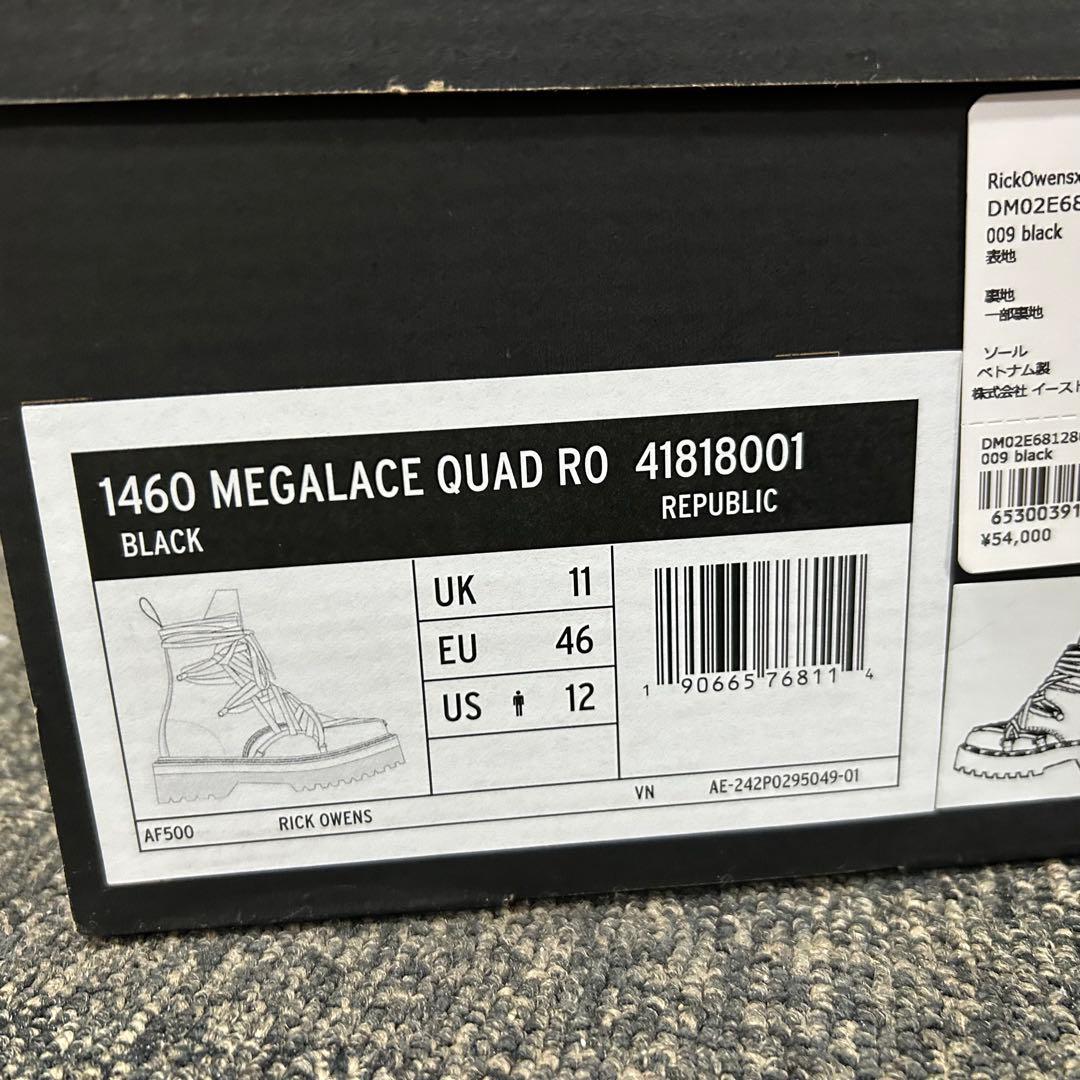 1460 MEGALACE QUAD RO 41818001
BLACK REPUBLIC
UK 11
EU 46
US 12
1 90665 76811 4
VN AE-242P0295049-01
AF500 RICK OWENS
RickOwensx
DM02E68
009 black
表地
裏地
一部裏地
ソール
ベトナム製
株式会社 イースト
DM02E68128
009 black
65300391
¥54,000